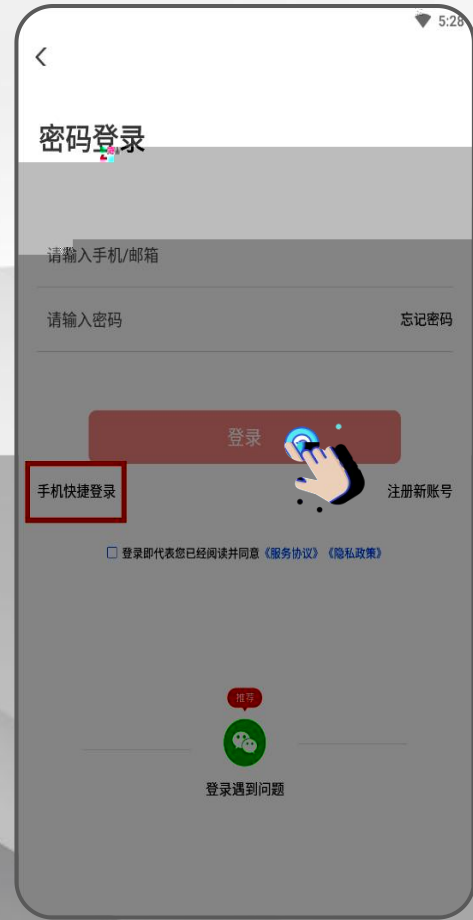 5:28
密码登录
请输入手机/邮箱
请输入密码 忘记密码
登录
手机快捷登录 注册新账号
登录即代表您已经阅读并同意《服务协议》《隐私政策》
推荐
登录遇到问题